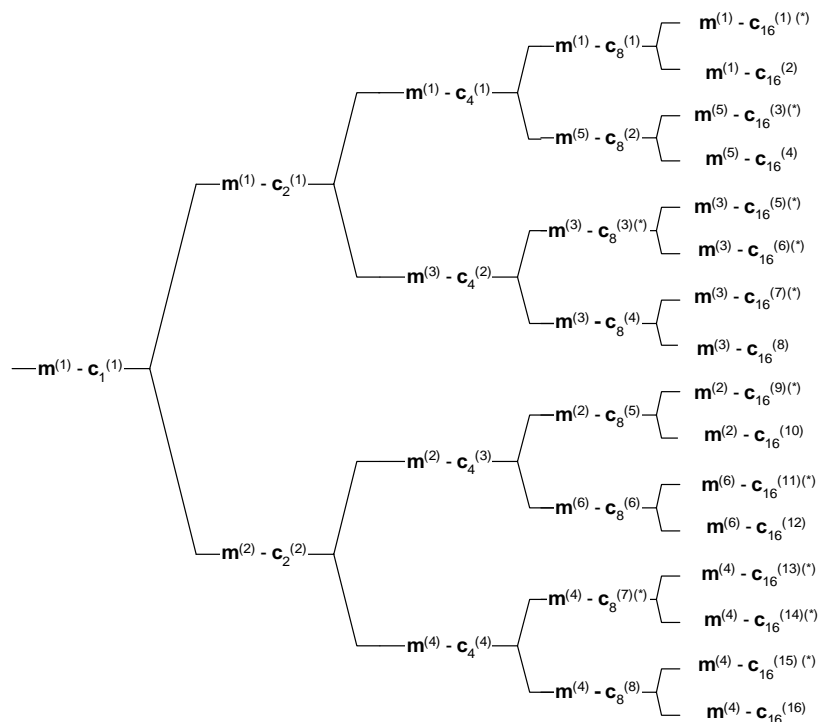 m(1) - c16(1) (*)
m(1) - c8(1)
m(1) - c16(2)
m(1) - c4(1)
m(5) - c16(3)(*)
m(5) - c8(2)
m(5) - c16(4)
m(1) - c2(1)
m(3) - c16(5)(*)
m(3) - c8(3)(*)
m(3) - c16(6)(*)
m(3) - c4(2)
m(3) - c16(7)(*)
m(3) - c8(4)
m(3) - c16(8)
m(1) - c1(1)
m(2) - c16(9)(*)
m(2) - c8(5)
m(2) - c16(10)
m(2) - c4(3)
m(6) - c16(11)(*)
m(6) - c8(6)
m(6) - c16(12)
m(2) - c2(2)
m(4) - c16(13)(*)
m(4) - c8(7)(*)
m(4) - c16(14)(*)
m(4) - c4(4)
m(4) - c16(15) (*)
m(4) - c8(8)
m(4) - c16(16)